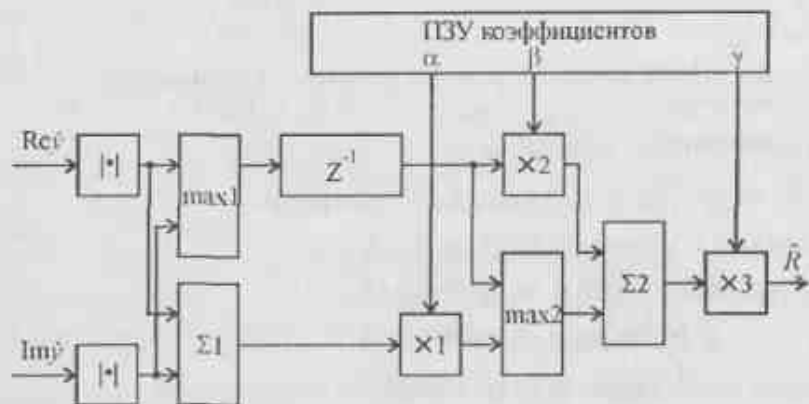 ПЗУ коэффициентов
α β γ
Reẏ
|•|
max1
Z⁻¹
×2
Σ1
×1
max2
Σ2
×3
R̂
Imẏ
|•|